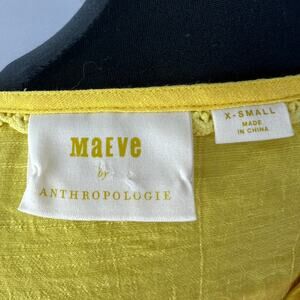 MAEVE
by
ANTHROPOLOGIE
X-SMALL
MADE
IN CHINA